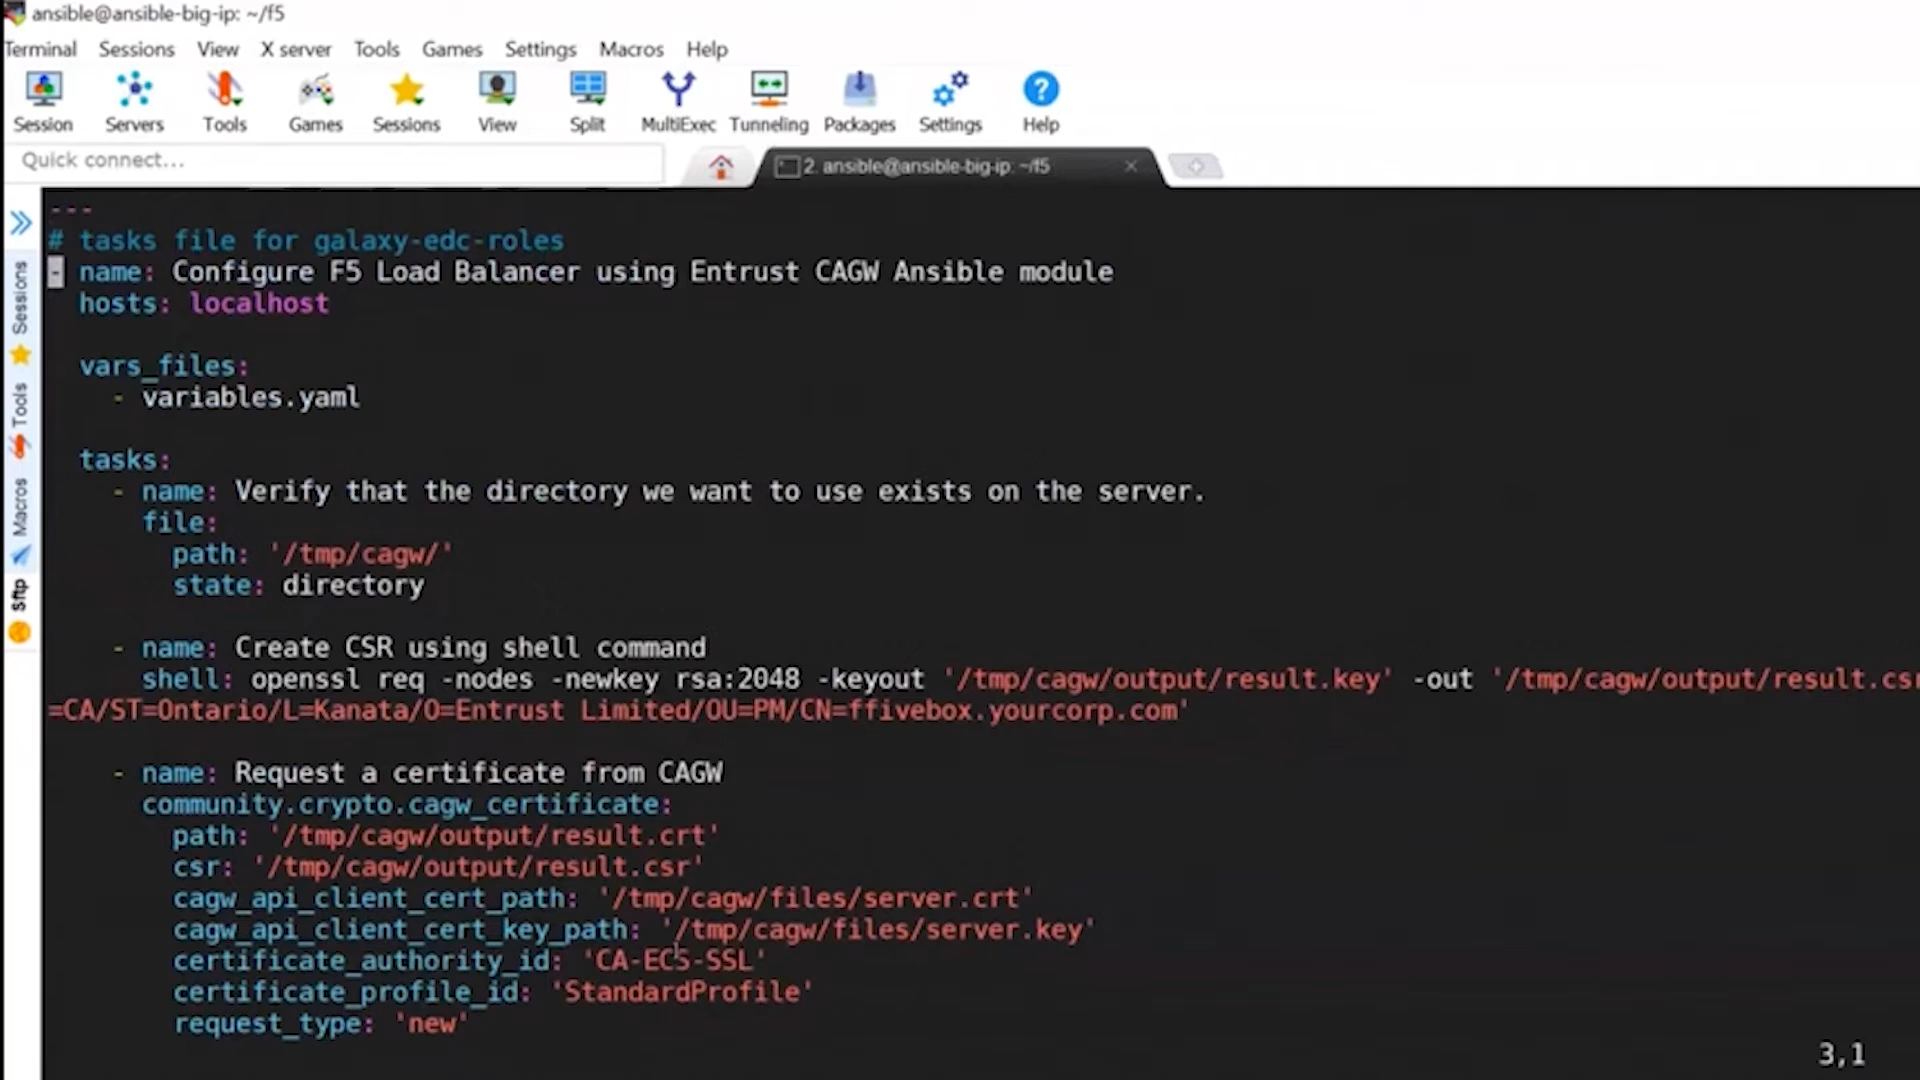 ansible@ansible-big-ip: ~/f5
Terminal Sessions View X server Tools Games Settings Macros Help
Session Servers Tools Games Sessions View Split MultiExec Tunneling Packages Settings Help
Quick connect...
2. ansible@ansible-big-ip: ~/f5
Sessions
Tools
Macros
Sftp
---
# tasks file for galaxy-edc-roles
- name: Configure F5 Load Balancer using Entrust CAGW Ansible module
hosts: localhost
vars_files:
- variables.yaml
tasks:
- name: Verify that the directory we want to use exists on the server.
file:
path: '/tmp/cagw/'
state: directory
- name: Create CSR using shell command
shell: openssl req -nodes -newkey rsa:2048 -keyout '/tmp/cagw/output/result.key' -out '/tmp/cagw/output/result.csr
=CA/ST=Ontario/L=Kanata/O=Entrust Limited/OU=PM/CN=ffivebox.yourcorp.com'
- name: Request a certificate from CAGW
community.crypto.cagw_certificate:
path: '/tmp/cagw/output/result.crt'
csr: '/tmp/cagw/output/result.csr'
cagw_api_client_cert_path: '/tmp/cagw/files/server.crt'
cagw_api_client_cert_key_path: '/tmp/cagw/files/server.key'
certificate_authority_id: 'CA-ECS-SSL'
certificate_profile_id: 'StandardProfile'
request_type: 'new'
3,1